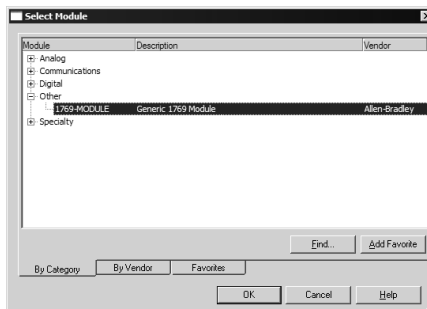 Select Module
Module Description Vendor
Analog
Communications
Digital
Other
1769-MODULE Generic 1769 Module Allen-Bradley
Specialty
Find... Add Favorite
By Category By Vendor Favorites
OK Cancel Help